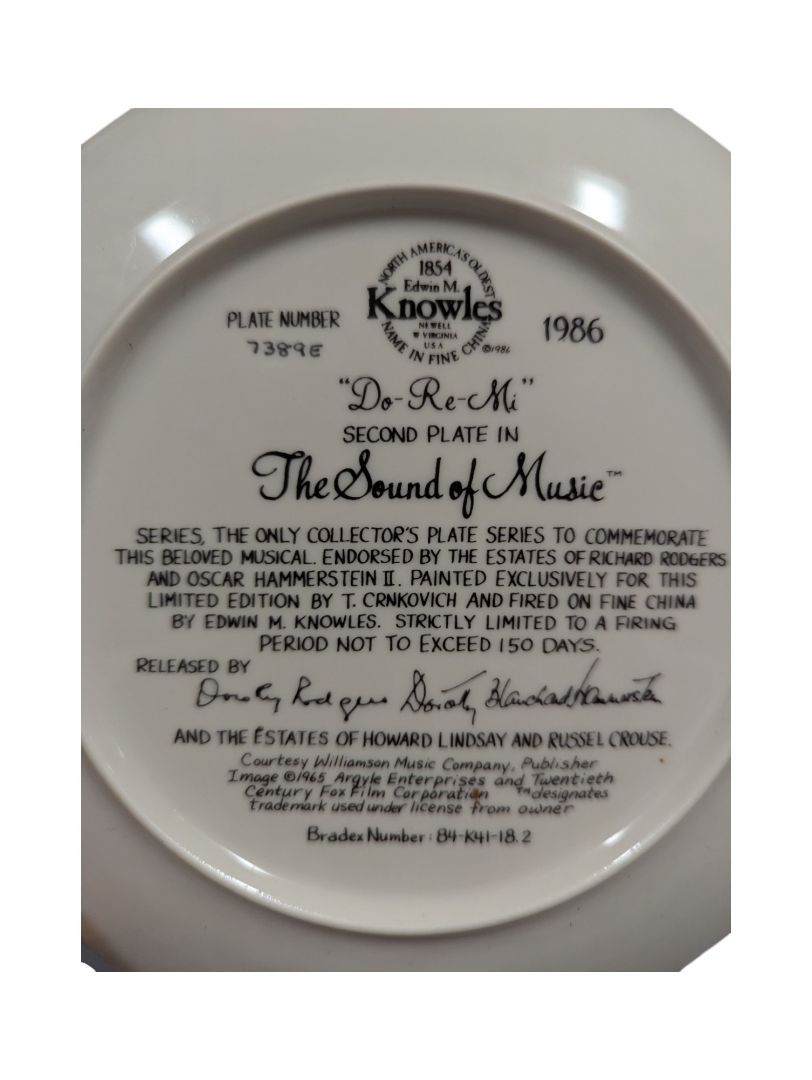 NORTH AMERICA'S OLDEST
1854
Edwin M.
Knowles
NEWELL
W VIRGINIA
USA
NAME IN FINE CHINA
©1986
PLATE NUMBER
7389E
1986
"Do-Re-Mi"
SECOND PLATE IN
The Sound of Music™
SERIES, THE ONLY COLLECTOR'S PLATE SERIES TO COMMEMORATE
THIS BELOVED MUSICAL. ENDORSED BY THE ESTATES OF RICHARD RODGERS
AND OSCAR HAMMERSTEIN II. PAINTED EXCLUSIVELY FOR THIS
LIMITED EDITION BY T. CRNKOVICH AND FIRED ON FINE CHINA
BY EDWIN M. KNOWLES. STRICTLY LIMITED TO A FIRING
PERIOD NOT TO EXCEED 150 DAYS.
RELEASED BY
Dorothy Rodgers Dorothy Blanchard Hammerstein
AND THE ESTATES OF HOWARD LINDSAY AND RUSSEL CROUSE.
Courtesy Williamson Music Company, Publisher
Image ©1965 Argyle Enterprises and Twentieth
Century Fox Film Corporation ™designates
trademark used under license from owner
Bradex Number: 84-K41-18.2